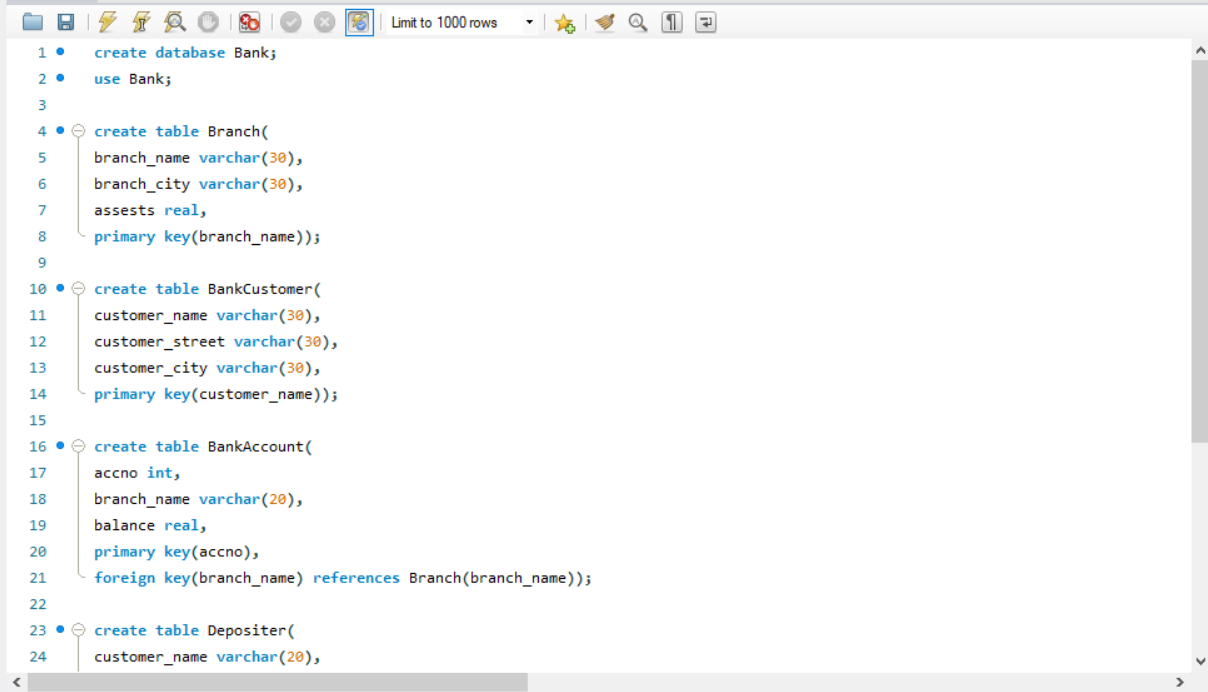 Limit to 1000 rows
1 create database Bank;
2 use Bank;
3
4 create table Branch(
5 branch_name varchar(30),
6 branch_city varchar(30),
7 assests real,
8 primary key(branch_name));
9
10 create table BankCustomer(
11 customer_name varchar(30),
12 customer_street varchar(30),
13 customer_city varchar(30),
14 primary key(customer_name));
15
16 create table BankAccount(
17 accno int,
18 branch_name varchar(20),
19 balance real,
20 primary key(accno),
21 foreign key(branch_name) references Branch(branch_name));
22
23 create table Depositer(
24 customer_name varchar(20),